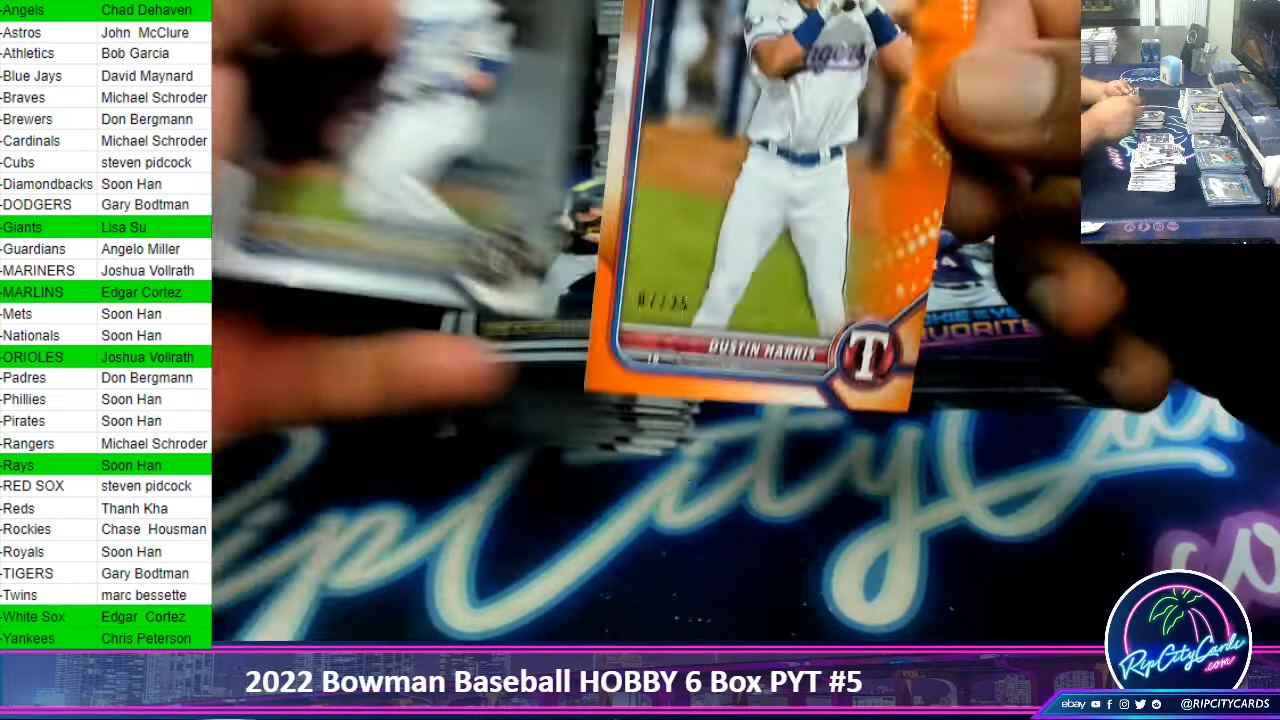 -Angels Chad Dehaven
-Astros John McClure
-Athletics Bob Garcia
-Blue Jays David Maynard
-Braves Michael Schroder
-Brewers Don Bergmann
-Cardinals Michael Schroder
-Cubs steven pidcock
-Diamondbacks Soon Han
-DODGERS Gary Bodtman
-Giants Lisa Su
-Guardians Angelo Miller
-MARINERS Joshua Vollrath
-MARLINS Edgar Cortez
-Mets Soon Han
-Nationals Soon Han
-ORIOLES Joshua Vollrath
-Padres Don Bergmann
-Phillies Soon Han
-Pirates Soon Han
-Rangers Michael Schroder
-Rays Soon Han
-RED SOX steven pidcock
-Reds Thanh Kha
-Rockies Chase Housman
-Royals Soon Han
-TIGERS Gary Bodtman
-Twins marc bessette
-White Sox Edgar Cortez
-Yankees Chris Peterson
DUSTIN HARRIS
T
RipCityCards
.com
2022 Bowman Baseball HOBBY 6 Box PYT #5
ebay @RIPCITYCARDS